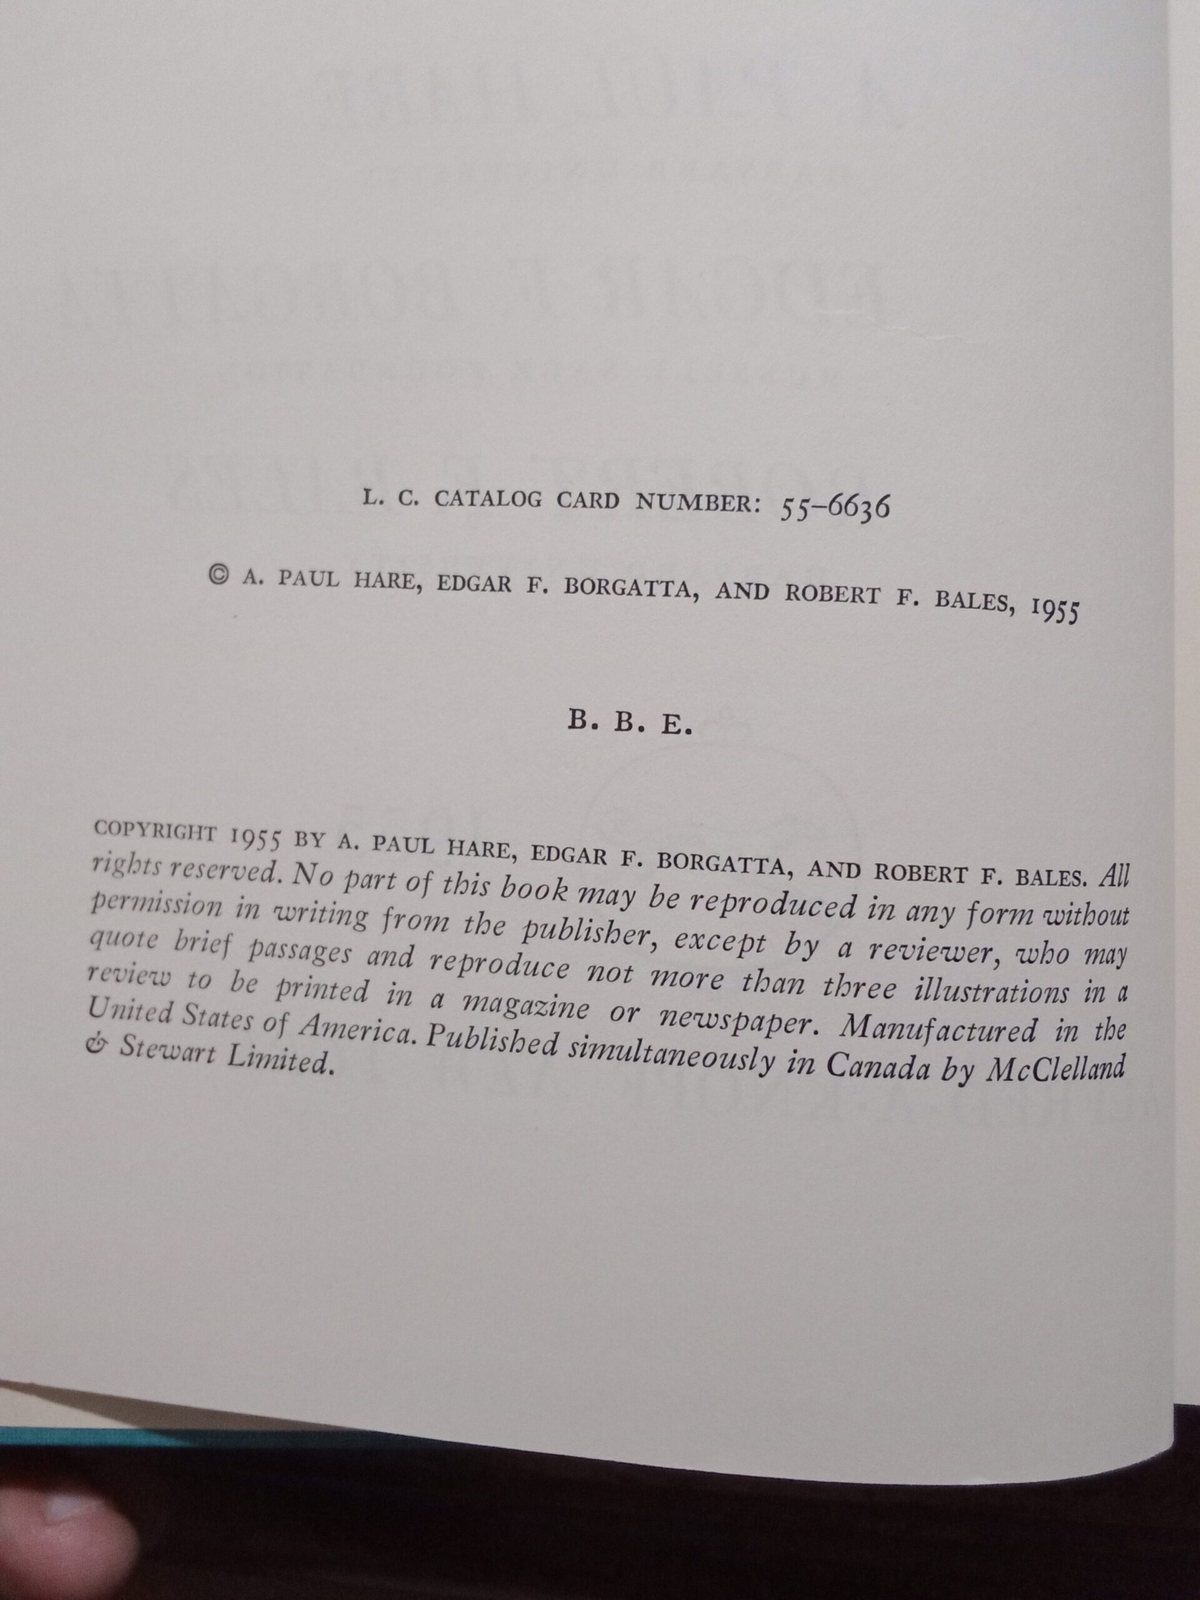 L. C. CATALOG CARD NUMBER: 55–6636
© A. PAUL HARE, EDGAR F. BORGATTA, AND ROBERT F. BALES, 1955
B. B. E.
COPYRIGHT 1955 BY A. PAUL HARE, EDGAR F. BORGATTA, AND ROBERT F. BALES. All
rights reserved. No part of this book may be reproduced in any form without
permission in writing from the publisher, except by a reviewer, who may
quote brief passages and reproduce not more than three illustrations in a
review to be printed in a magazine or newspaper. Manufactured in the
United States of America. Published simultaneously in Canada by McClelland
& Stewart Limited.